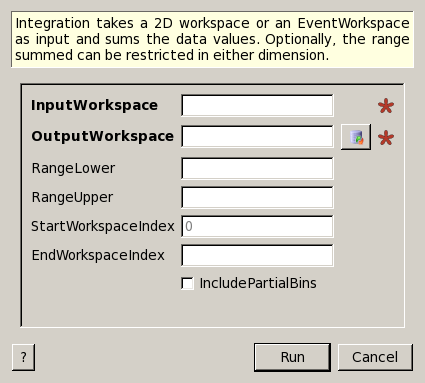 Integration takes a 2D workspace or an EventWorkspace
as input and sums the data values. Optionally, the range
summed can be restricted in either dimension.
InputWorkspace
OutputWorkspace
RangeLower
RangeUpper
StartWorkspaceIndex 0
EndWorkspaceIndex
IncludePartialBins
? Run Cancel